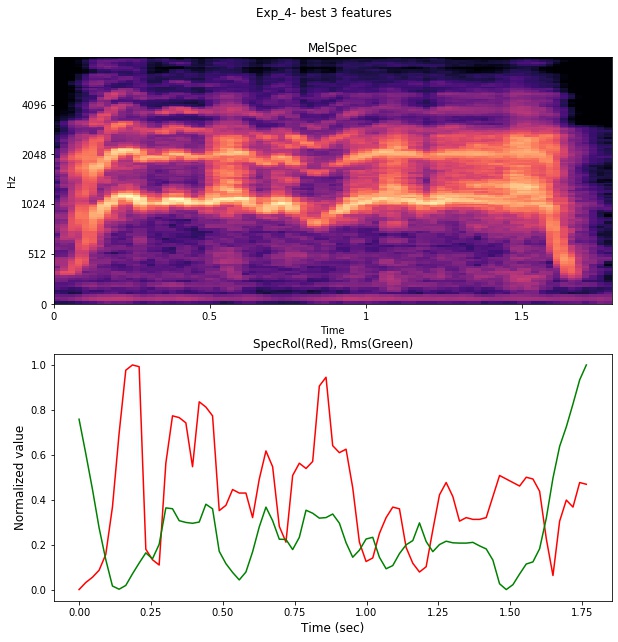 Exp_4- best 3 features
MelSpec
4096
2048
1024
512
0
Hz
0 0.5 1 1.5
Time
SpecRol(Red), Rms(Green)
1.0
0.8
0.6
0.4
0.2
0.0
Normalized value
0.00 0.25 0.50 0.75 1.00 1.25 1.50 1.75
Time (sec)